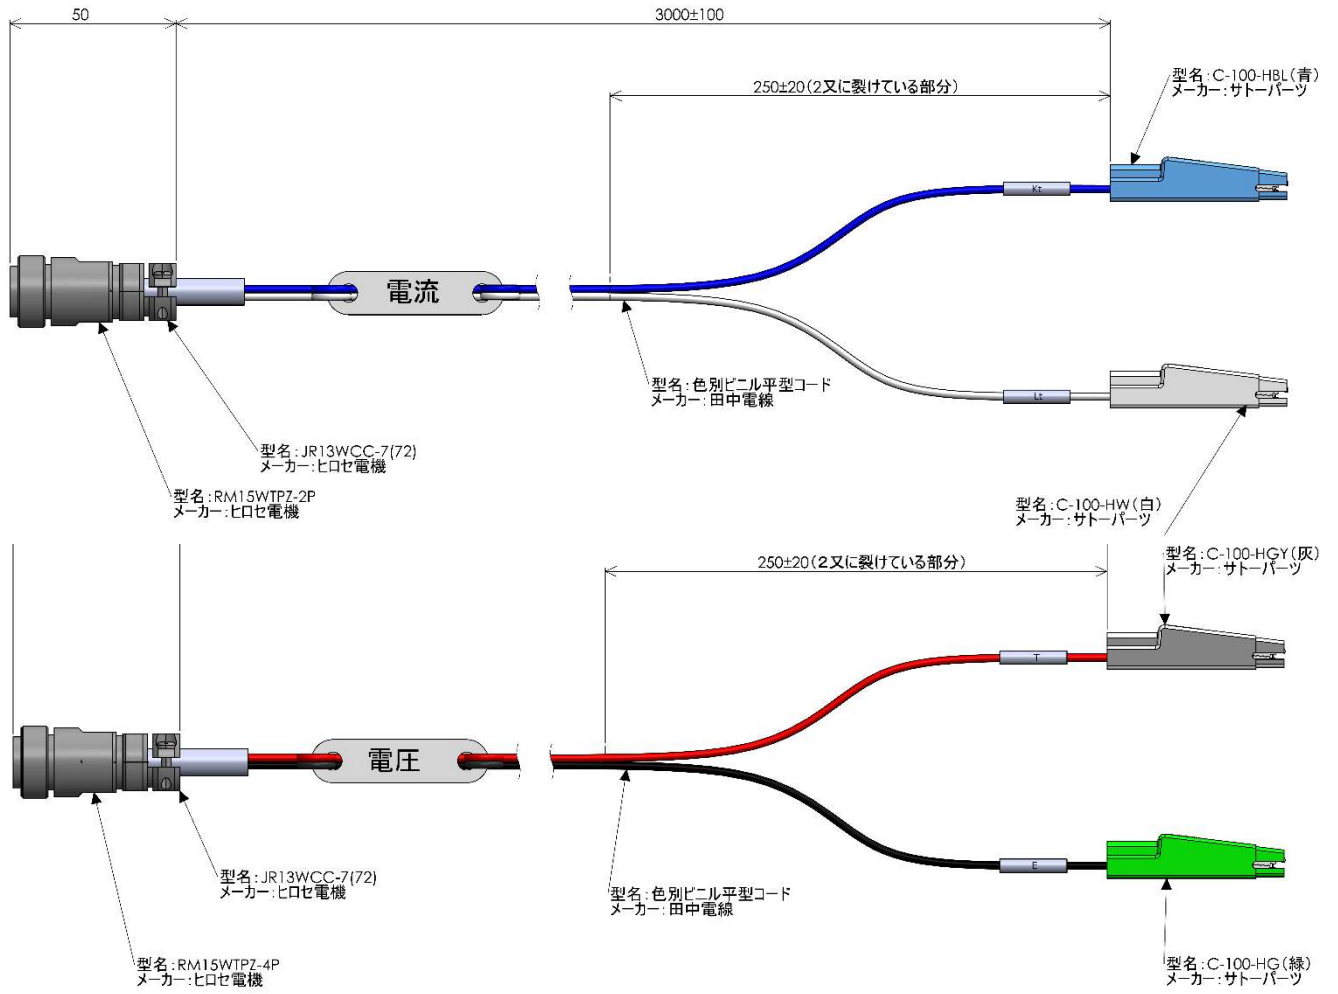 50
3000±100
型名:C-100-HBL(青)
メーカー:サトーパーツ
250±20(2又に裂けている部分)
Kt
電流
型名:色別ビニル平型コード
メーカー:田中電線
Lt
型名:JR13WCC-7(72)
メーカー:ヒロセ電機
型名:RM15WTPZ-2P
メーカー:ヒロセ電機
型名:C-100-HW(白)
メーカー:サトーパーツ
型名:C-100-HGY(灰)
メーカー:サトーパーツ
250±20(2又に裂けている部分)
T
電圧
E
型名:JR13WCC-7(72)
メーカー:ヒロセ電機
型名:色別ビニル平型コード
メーカー:田中電線
型名:RM15WTPZ-4P
メーカー:ヒロセ電機
型名:C-100-HG(緑)
メーカー:サトーパーツ